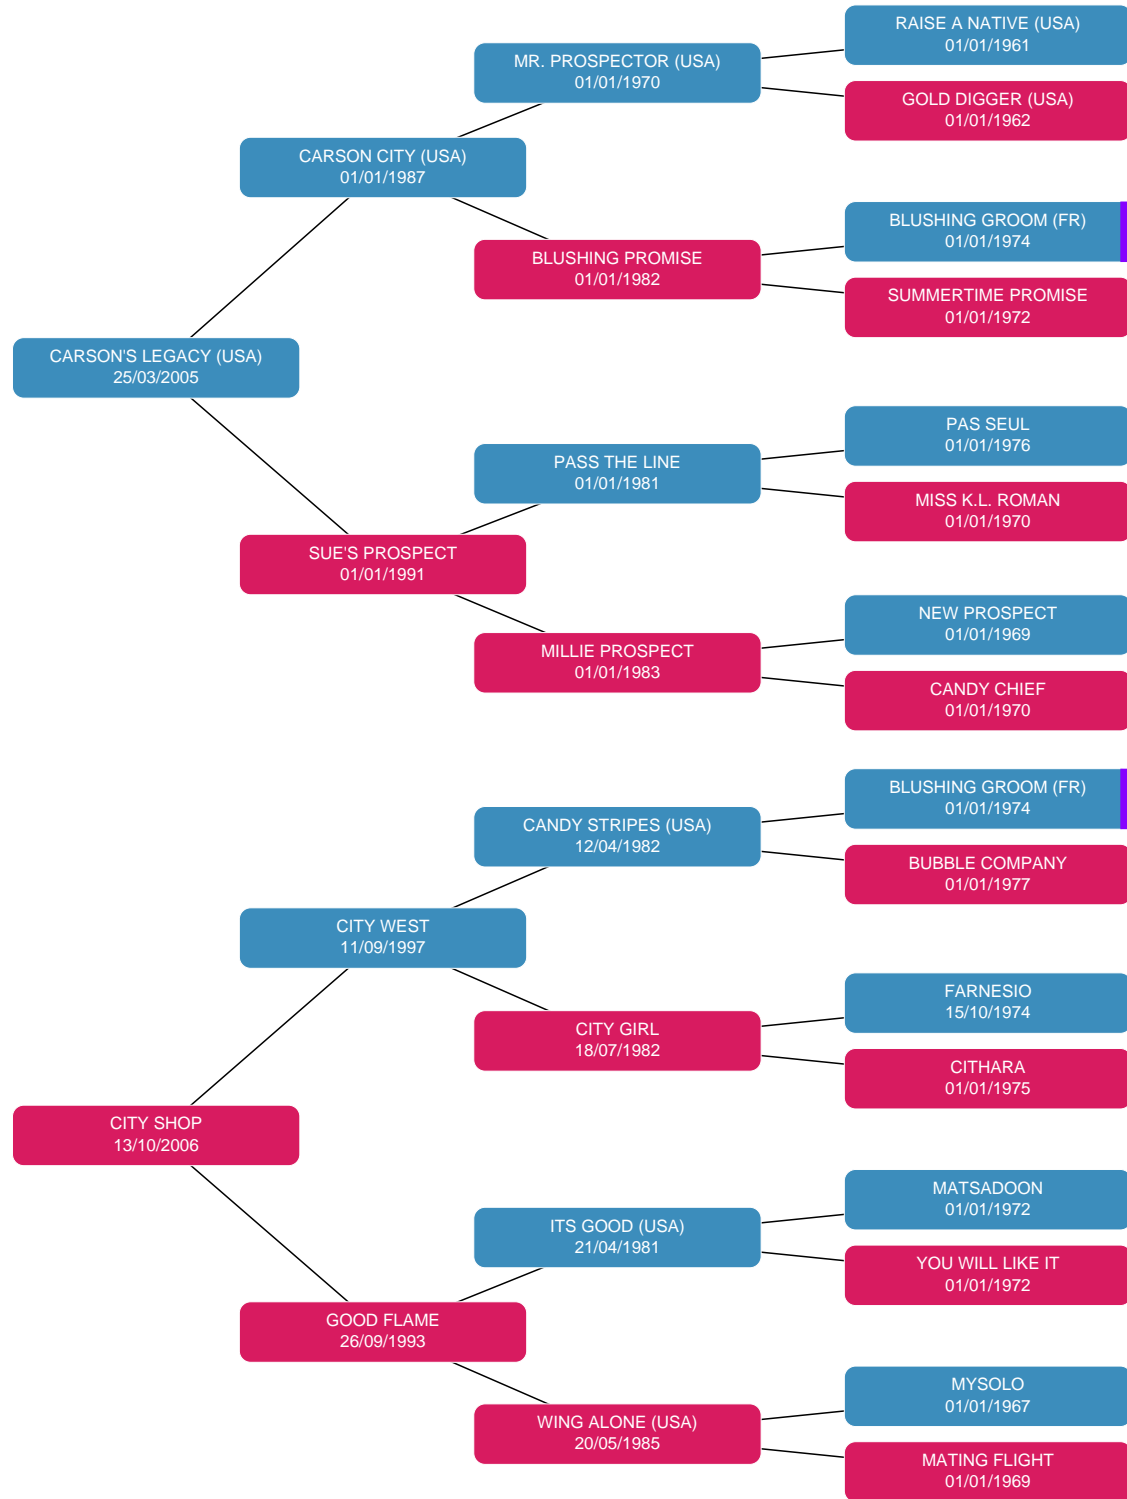 RAISE A NATIVE (USA)
01/01/1961
MR. PROSPECTOR (USA)
01/01/1970
GOLD DIGGER (USA)
01/01/1962
CARSON CITY (USA)
01/01/1987
BLUSHING GROOM (FR)
01/01/1974
BLUSHING PROMISE
01/01/1982
SUMMERTIME PROMISE
01/01/1972
CARSON'S LEGACY (USA)
25/03/2005
PAS SEUL
01/01/1976
PASS THE LINE
01/01/1981
MISS K.L. ROMAN
01/01/1970
SUE'S PROSPECT
01/01/1991
NEW PROSPECT
01/01/1969
MILLIE PROSPECT
01/01/1983
CANDY CHIEF
01/01/1970
BLUSHING GROOM (FR)
01/01/1974
CANDY STRIPES (USA)
12/04/1982
BUBBLE COMPANY
01/01/1977
CITY WEST
11/09/1997
FARNESIO
15/10/1974
CITY GIRL
18/07/1982
CITHARA
01/01/1975
CITY SHOP
13/10/2006
MATSADOON
01/01/1972
ITS GOOD (USA)
21/04/1981
YOU WILL LIKE IT
01/01/1972
GOOD FLAME
26/09/1993
MYSOLO
01/01/1967
WING ALONE (USA)
20/05/1985
MATING FLIGHT
01/01/1969